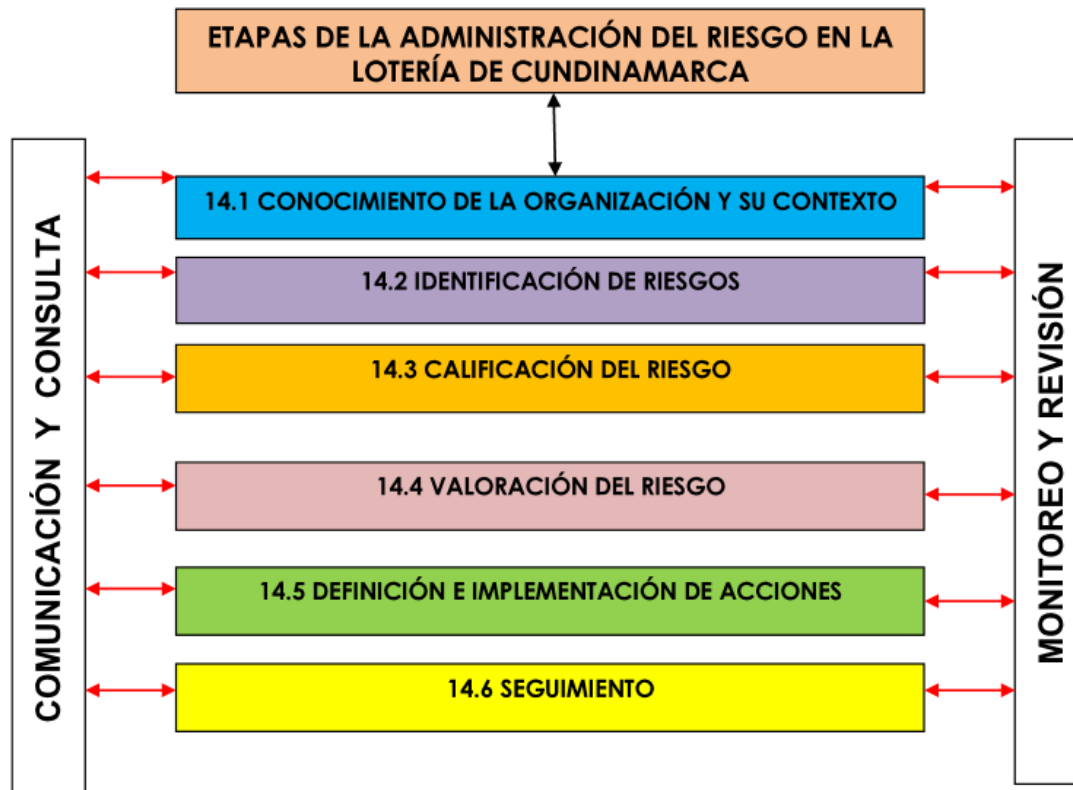 ETAPAS DE LA ADMINISTRACIÓN DEL RIESGO EN LA
LOTERÍA DE CUNDINAMARCA
COMUNICACIÓN Y CONSULTA
14.1 CONOCIMIENTO DE LA ORGANIZACIÓN Y SU CONTEXTO
14.2 IDENTIFICACIÓN DE RIESGOS
14.3 CALIFICACIÓN DEL RIESGO
14.4 VALORACIÓN DEL RIESGO
14.5 DEFINICIÓN E IMPLEMENTACIÓN DE ACCIONES
14.6 SEGUIMIENTO
MONITOREO Y REVISIÓN